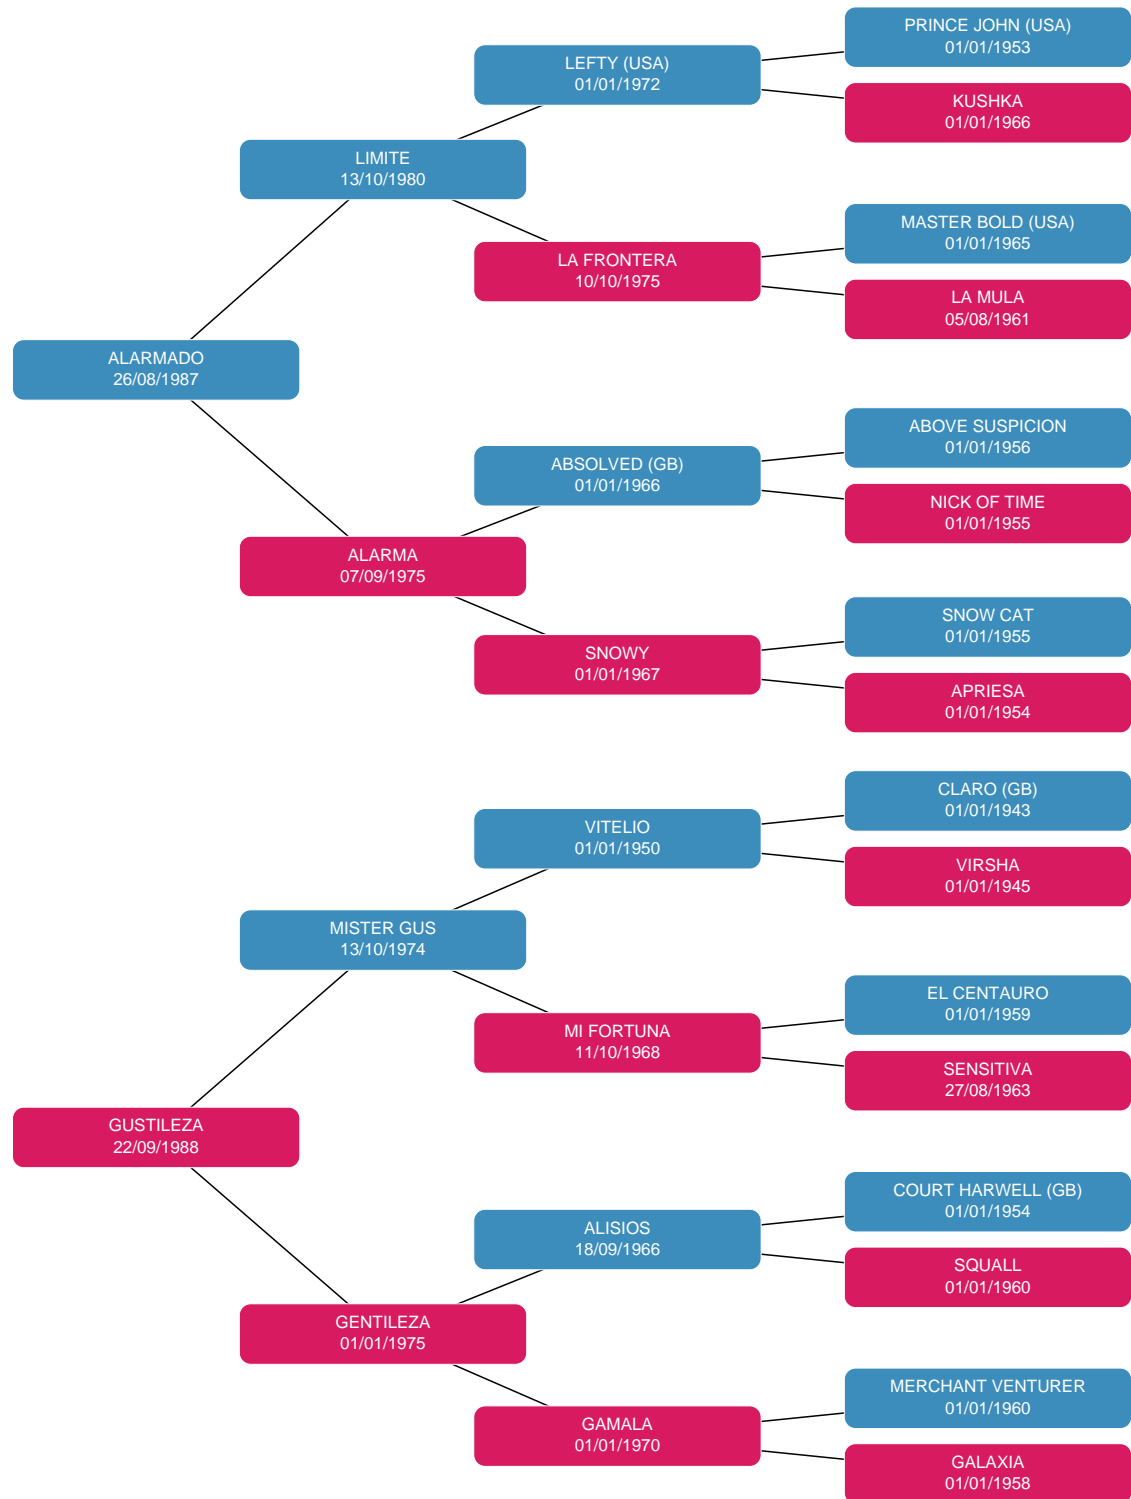 PRINCE JOHN (USA)
01/01/1953
LEFTY (USA)
01/01/1972
KUSHKA
01/01/1966
LIMITE
13/10/1980
MASTER BOLD (USA)
01/01/1965
LA FRONTERA
10/10/1975
LA MULA
05/08/1961
ALARMADO
26/08/1987
ABOVE SUSPICION
01/01/1956
ABSOLVED (GB)
01/01/1966
NICK OF TIME
01/01/1955
ALARMA
07/09/1975
SNOW CAT
01/01/1955
SNOWY
01/01/1967
APRIESA
01/01/1954
CLARO (GB)
01/01/1943
VITELIO
01/01/1950
VIRSHA
01/01/1945
MISTER GUS
13/10/1974
EL CENTAURO
01/01/1959
MI FORTUNA
11/10/1968
SENSITIVA
27/08/1963
GUSTILEZA
22/09/1988
COURT HARWELL (GB)
01/01/1954
ALISIOS
18/09/1966
SQUALL
01/01/1960
GENTILEZA
01/01/1975
MERCHANT VENTURER
01/01/1960
GAMALA
01/01/1970
GALAXIA
01/01/1958